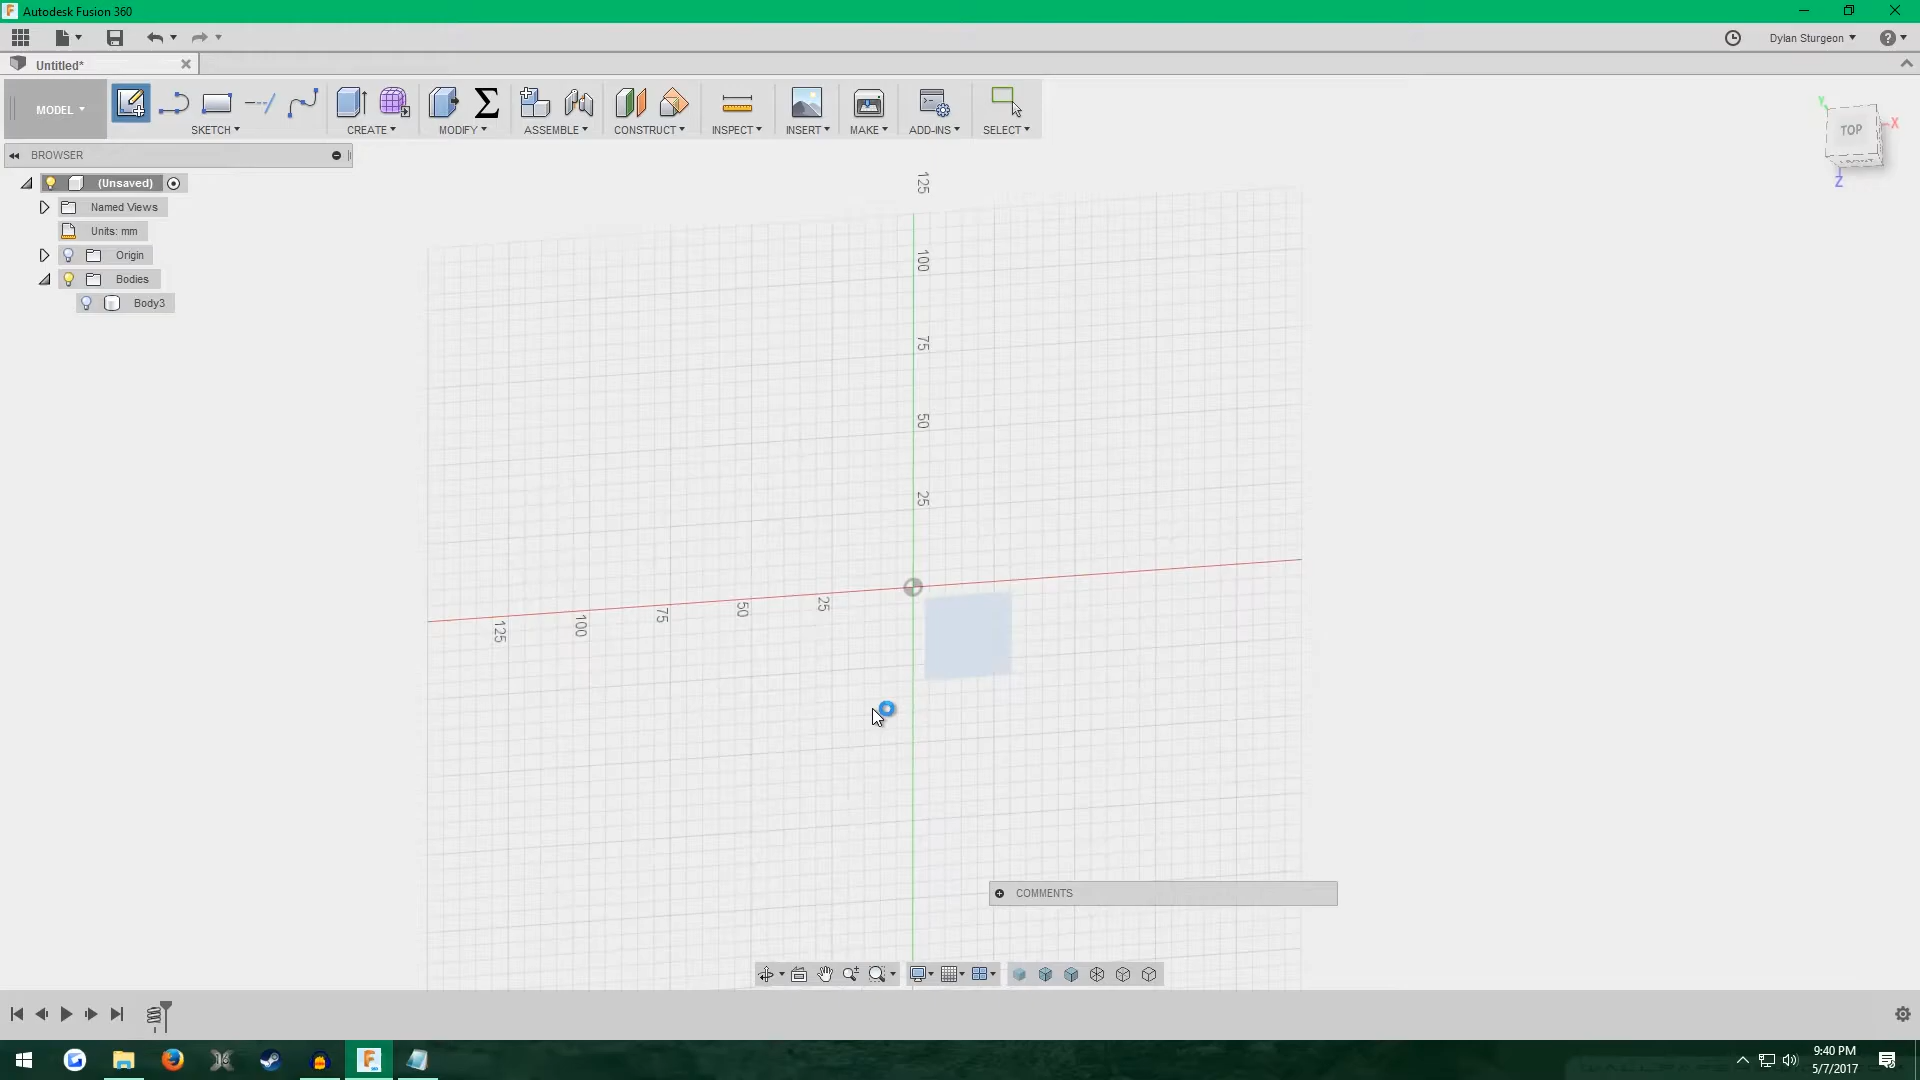 Autodesk Fusion 360
Dylan Sturgeon
Untitled*
MODEL
SKETCH
CREATE
MODIFY
ASSEMBLE
CONSTRUCT
INSPECT
INSERT
MAKE
ADD-INS
SELECT
BROWSER
(Unsaved)
Named Views
Units: mm
Origin
Bodies
Body3
TOP
FRONT
Y
X
Z
125
100
75
50
25
125
100
75
50
25
COMMENTS
9:40 PM
5/7/2017